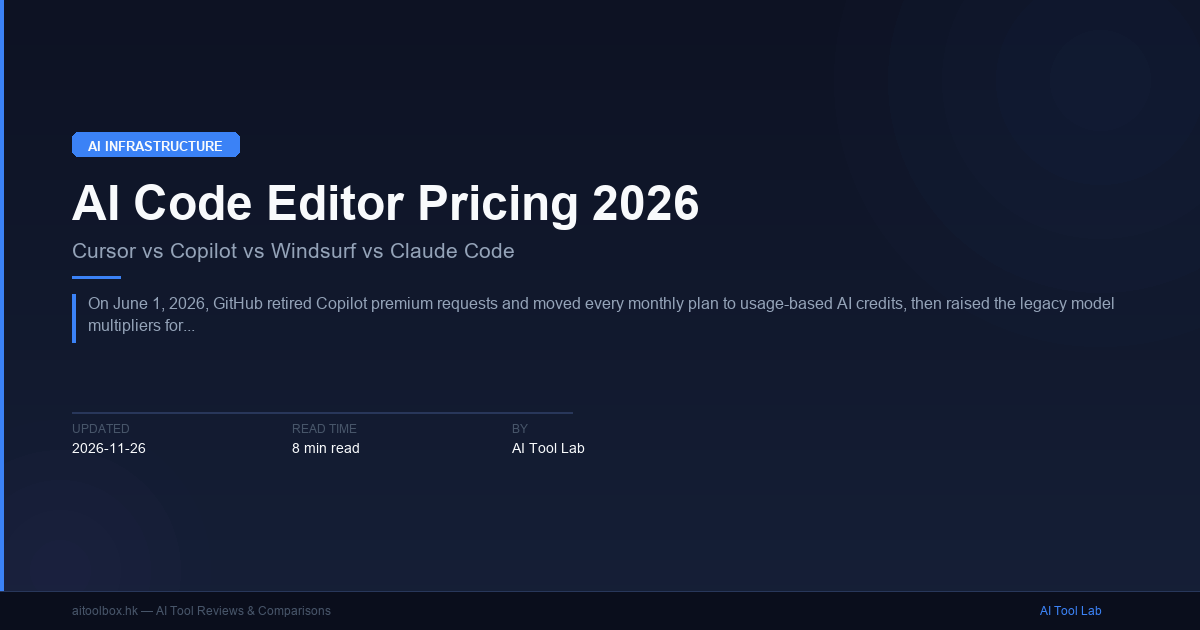 AI INFRASTRUCTURE
AI Code Editor Pricing 2026
Cursor vs Copilot vs Windsurf vs Claude Code
On June 1, 2026, GitHub retired Copilot premium requests and moved every monthly plan to usage-based AI credits, then raised the legacy model
multipliers for...
UPDATED READ TIME BY
2026-11-26 8 min read AI Tool Lab
aitoolbox.hk — AI Tool Reviews & Comparisons AI Tool Lab